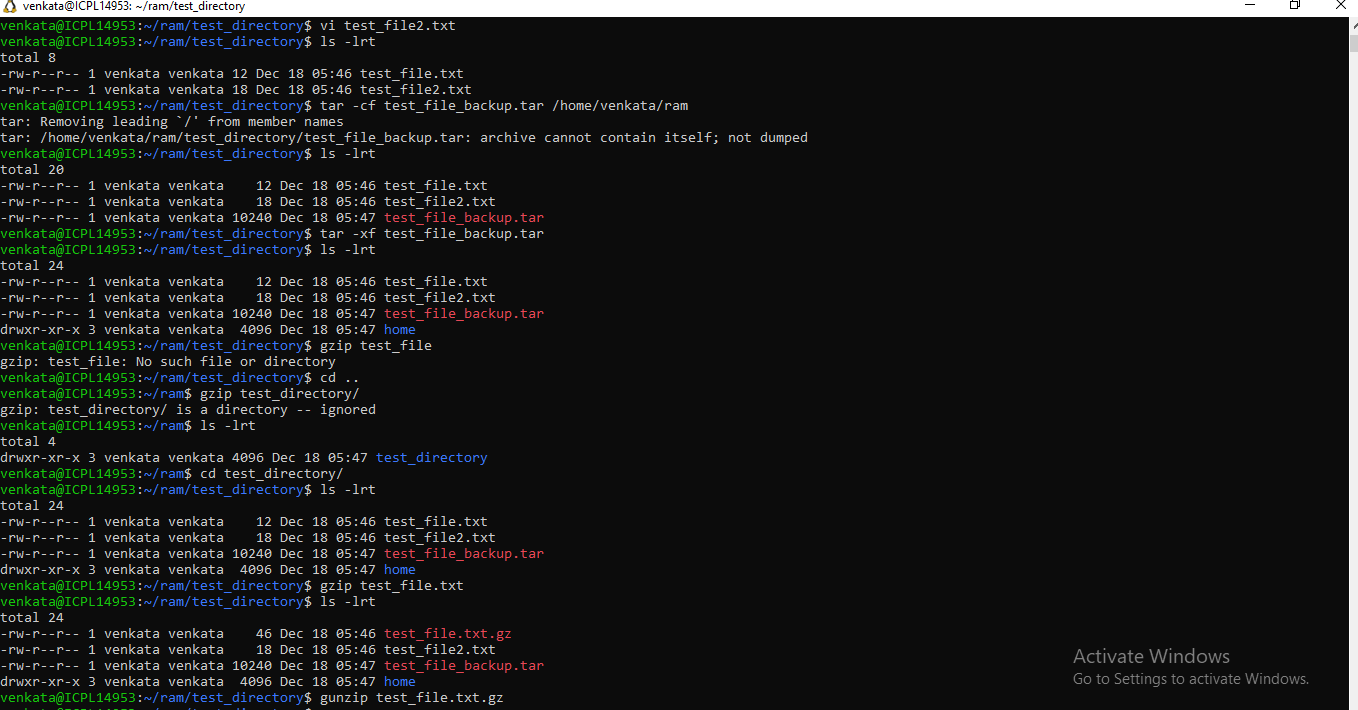 venkata@ICPL14953: ~/ram/test_directory
venkata@ICPL14953:~/ram/test_directory$ vi test_file2.txt
venkata@ICPL14953:~/ram/test_directory$ ls -lrt
total 8
-rw-r--r-- 1 venkata venkata 12 Dec 18 05:46 test_file.txt
-rw-r--r-- 1 venkata venkata 18 Dec 18 05:46 test_file2.txt
venkata@ICPL14953:~/ram/test_directory$ tar -cf test_file_backup.tar /home/venkata/ram
tar: Removing leading `/' from member names
tar: /home/venkata/ram/test_directory/test_file_backup.tar: archive cannot contain itself; not dumped
venkata@ICPL14953:~/ram/test_directory$ ls -lrt
total 20
-rw-r--r-- 1 venkata venkata    12 Dec 18 05:46 test_file.txt
-rw-r--r-- 1 venkata venkata    18 Dec 18 05:46 test_file2.txt
-rw-r--r-- 1 venkata venkata 10240 Dec 18 05:47 test_file_backup.tar
venkata@ICPL14953:~/ram/test_directory$ tar -xf test_file_backup.tar
venkata@ICPL14953:~/ram/test_directory$ ls -lrt
total 24
-rw-r--r-- 1 venkata venkata    12 Dec 18 05:46 test_file.txt
-rw-r--r-- 1 venkata venkata    18 Dec 18 05:46 test_file2.txt
-rw-r--r-- 1 venkata venkata 10240 Dec 18 05:47 test_file_backup.tar
drwxr-xr-x 3 venkata venkata  4096 Dec 18 05:47 home
venkata@ICPL14953:~/ram/test_directory$ gzip test_file
gzip: test_file: No such file or directory
venkata@ICPL14953:~/ram/test_directory$ cd ..
venkata@ICPL14953:~/ram$ gzip test_directory/
gzip: test_directory/ is a directory -- ignored
venkata@ICPL14953:~/ram$ ls -lrt
total 4
drwxr-xr-x 3 venkata venkata 4096 Dec 18 05:47 test_directory
venkata@ICPL14953:~/ram$ cd test_directory/
venkata@ICPL14953:~/ram/test_directory$ ls -lrt
total 24
-rw-r--r-- 1 venkata venkata    12 Dec 18 05:46 test_file.txt
-rw-r--r-- 1 venkata venkata    18 Dec 18 05:46 test_file2.txt
-rw-r--r-- 1 venkata venkata 10240 Dec 18 05:47 test_file_backup.tar
drwxr-xr-x 3 venkata venkata  4096 Dec 18 05:47 home
venkata@ICPL14953:~/ram/test_directory$ gzip test_file.txt
venkata@ICPL14953:~/ram/test_directory$ ls -lrt
total 24
-rw-r--r-- 1 venkata venkata    46 Dec 18 05:46 test_file.txt.gz
-rw-r--r-- 1 venkata venkata    18 Dec 18 05:46 test_file2.txt
-rw-r--r-- 1 venkata venkata 10240 Dec 18 05:47 test_file_backup.tar
drwxr-xr-x 3 venkata venkata  4096 Dec 18 05:47 home
venkata@ICPL14953:~/ram/test_directory$ gunzip test_file.txt.gz
Activate Windows
Go to Settings to activate Windows.